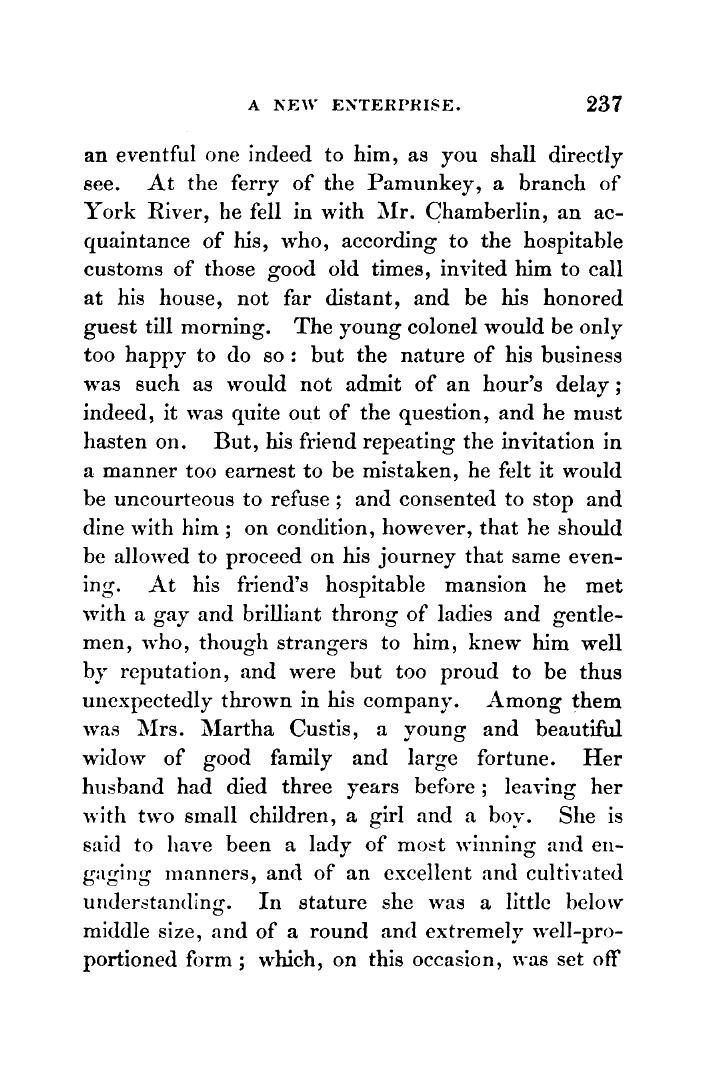 A NEW ENTERPRISE. 237
an eventful one indeed to him, as you shall directly
see. At the ferry of the Pamunkey, a branch of
York River, he fell in with Mr. Chamberlin, an ac-
quaintance of his, who, according to the hospitable
customs of those good old times, invited him to call
at his house, not far distant, and be his honored
guest till morning. The young colonel would be only
too happy to do so : but the nature of his business
was such as would not admit of an hour's delay ;
indeed, it was quite out of the question, and he must
hasten on. But, his friend repeating the invitation in
a manner too earnest to be mistaken, he felt it would
be uncourteous to refuse ; and consented to stop and
dine with him ; on condition, however, that he should
be allowed to proceed on his journey that same even-
ing. At his friend's hospitable mansion he met
with a gay and brilliant throng of ladies and gentle-
men, who, though strangers to him, knew him well
by reputation, and were but too proud to be thus
unexpectedly thrown in his company. Among them
was Mrs. Martha Custis, a young and beautiful
widow of good family and large fortune. Her
husband had died three years before ; leaving her
with two small children, a girl and a boy. She is
said to have been a lady of most winning and en-
gaging manners, and of an excellent and cultivated
understanding. In stature she was a little below
middle size, and of a round and extremely well-pro-
portioned form ; which, on this occasion, was set off